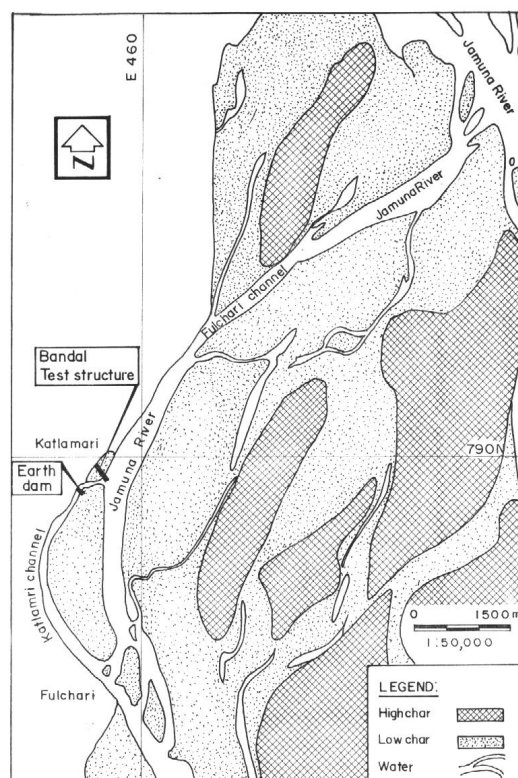 E 460
N
Jamuna River
Jamuna River
Fulchari channel
Bandal
Test structure
Katlamari
790N
Jamuna River
Earth
dam
Katlamri channel
0 1500m
1:50,000
Fulchari
LEGEND:
High char
Low char
Water